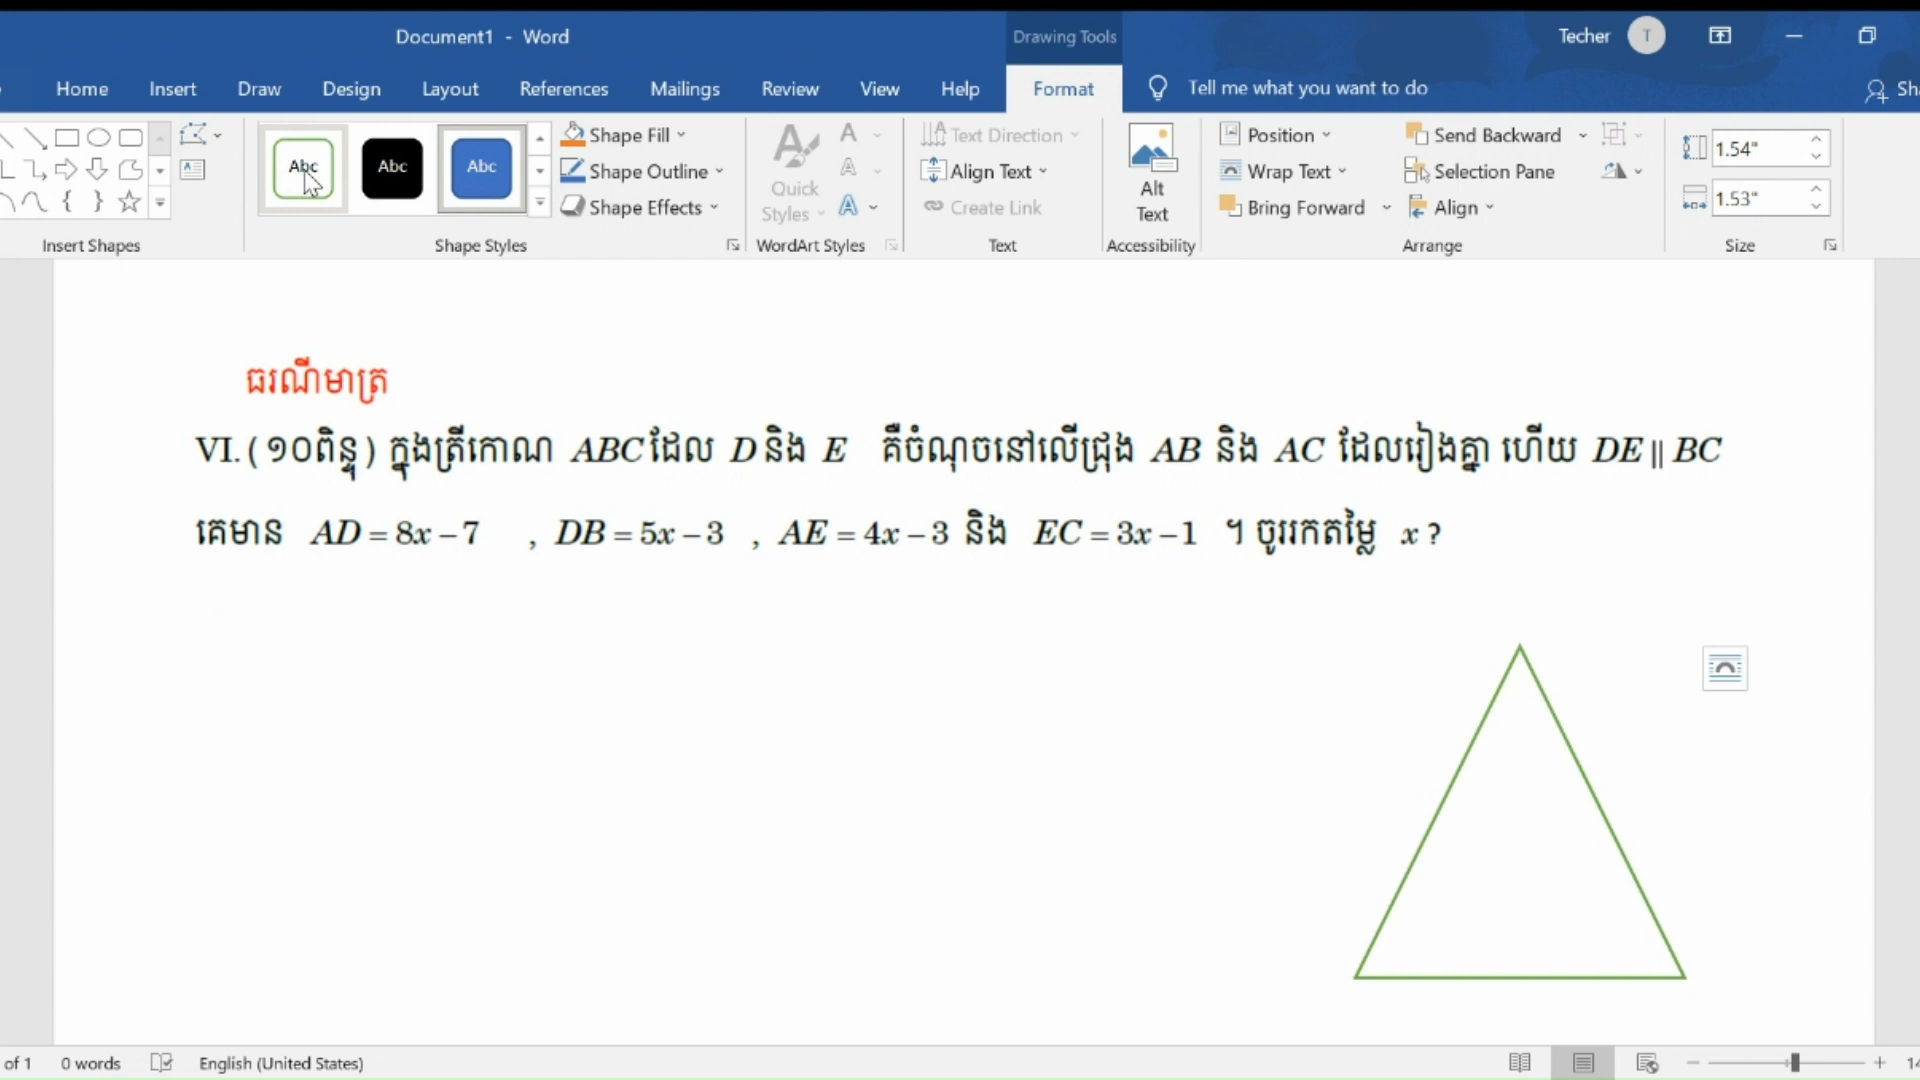 Document1 - Word
Drawing Tools
Techer
T
Home Insert Draw Design Layout References Mailings Review View Help Format Tell me what you want to do
Abc Abc Abc
Shape Fill
Shape Outline
Shape Effects
Quick
Styles
Text Direction
Align Text
Create Link
Alt
Text
Position
Wrap Text
Bring Forward
Send Backward
Selection Pane
Align
1.54"
1.53"
Insert Shapes Shape Styles WordArt Styles Text Accessibility Arrange Size
ធរណីមាត្រ
VI. ( ១០ពិន្ទុ ) ក្នុងត្រីកោណ ABC ដែល D និង E គឺចំណុចនៅលើជ្រុង AB និង AC ដែលរៀងគ្នា ហើយ DE || BC
គេមាន AD = 8x – 7 , DB = 5x – 3 , AE = 4x – 3 និង EC = 3x – 1 ។ ចូររកតម្លៃ x ?
of 1 0 words English (United States)